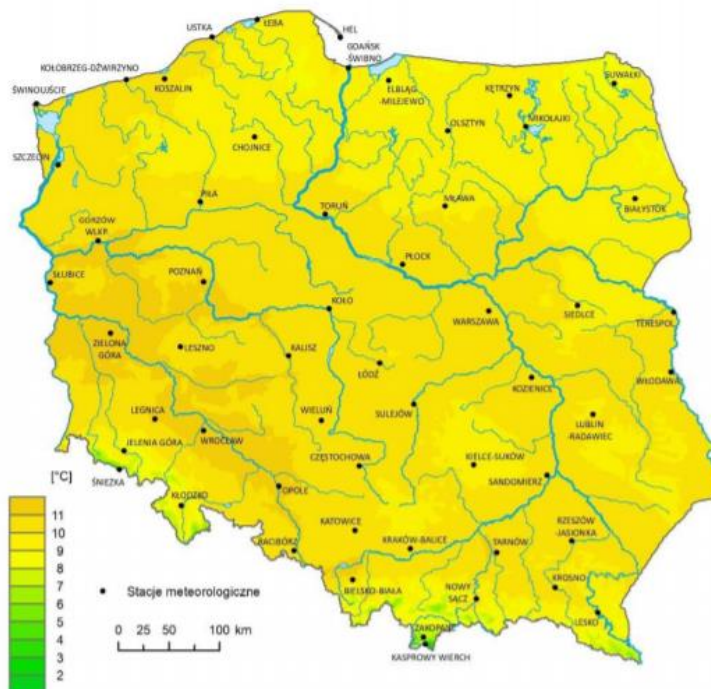 ŁEBA
USTKA
HEL
GDAŃSK
-ŚWIBNO
KOŁOBRZEG-DŹWIRZYNO
KOSZALIN
ELBLĄG
-MILEJEWO
KĘTRZYN
SUWAŁKI
ŚWINOUJŚCIE
OLSZTYN
MIKOŁAJKI
CHOJNICE
SZCZECIN
PIŁA
TORUŃ
MŁAWA
BIAŁYSTOK
GORZÓW
WLKP.
PŁOCK
SŁUBICE
POZNAŃ
KOŁO
WARSZAWA
SIEDLCE
TERESPOL
ZIELONA
GÓRA
LESZNO
KALISZ
ŁÓDŹ
KOZIENICE
WŁODAWA
LEGNICA
WIELUŃ
SULEJÓW
LUBLIN
-RADAWIEC
JELENIA GÓRA
WROCŁAW
CZĘSTOCHOWA
KIELCE-SUKÓW
ŚNIEŻKA
SANDOMIERZ
KŁODZKO
OPOLE
KATOWICE
RZESZÓW
-JASIONKA
RACIBÓRZ
KRAKÓW-BALICE
TARNÓW
BIELSKO-BIAŁA
NOWY
SĄCZ
KROSNO
LESKO
ZAKOPANE
KASPROWY WIERCH
[°C]
11
10
9
8
7
6
5
4
3
2
Stacje meteorologiczne
0 25 50 100 km